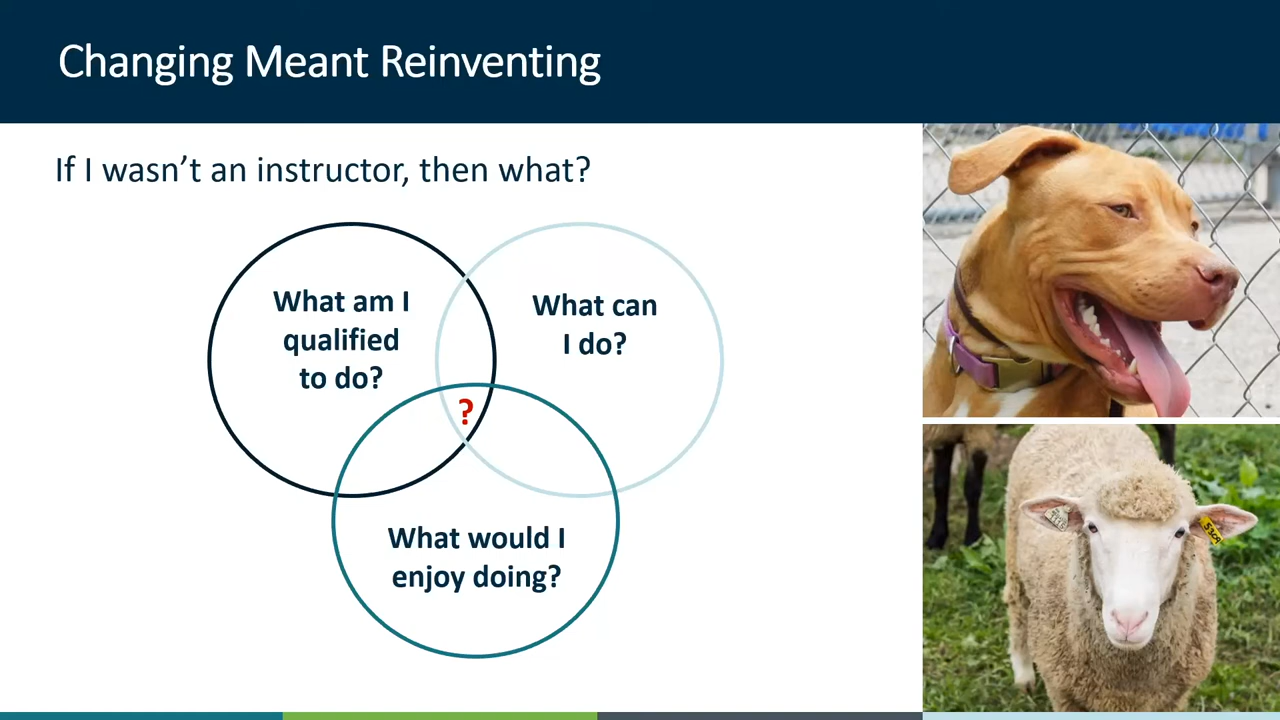 Changing Meant Reinventing
If I wasn't an instructor, then what?
What am I
qualified
to do?
What can
I do?
?
What would I
enjoy doing?